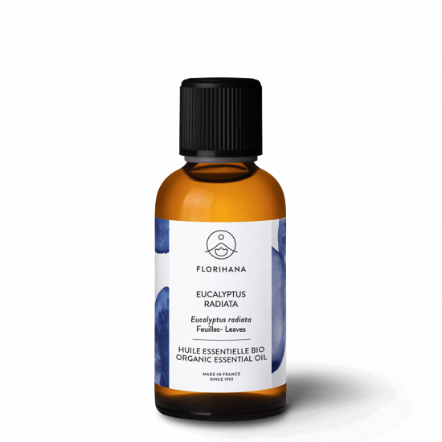 FLORIHANA
EUCALYPTUS
RADIATA
Eucalyptus radiata
Feuilles- Leaves
HUILE ESSENTIELLE BIO
ORGANIC ESSENTIAL OIL
MADE IN FRANCE
SINCE 1993